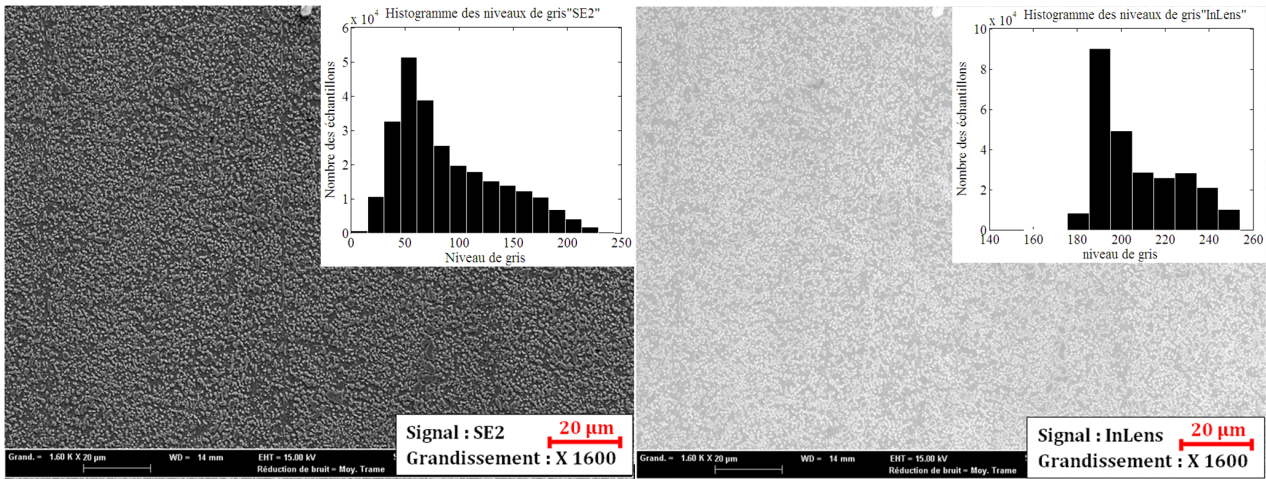 Histogramme des niveaux de gris"SE2"
x 10⁴
6
5
4
3
2
1
0
0 50 100 150 200 250
Nombre des échantillons
Niveau de gris
Signal : SE2
20 µm
Grandissement : X 1600
Grand. = 1.60 K X 20 µm WD = 14 mm EHT = 15.00 kV
Réduction de bruit = Moy. Trame
Histogramme des niveaux de gris"InLens"
x 10⁴
10
8
6
4
2
0
140 160 180 200 220 240 260
Nombre des échantillons
niveau de gris
Signal : InLens
20 µm
Grandissement : X 1600
Grand. = 1.60 K X 20 µm WD = 14 mm EHT = 15.00 kV
Réduction de bruit = Moy. Trame